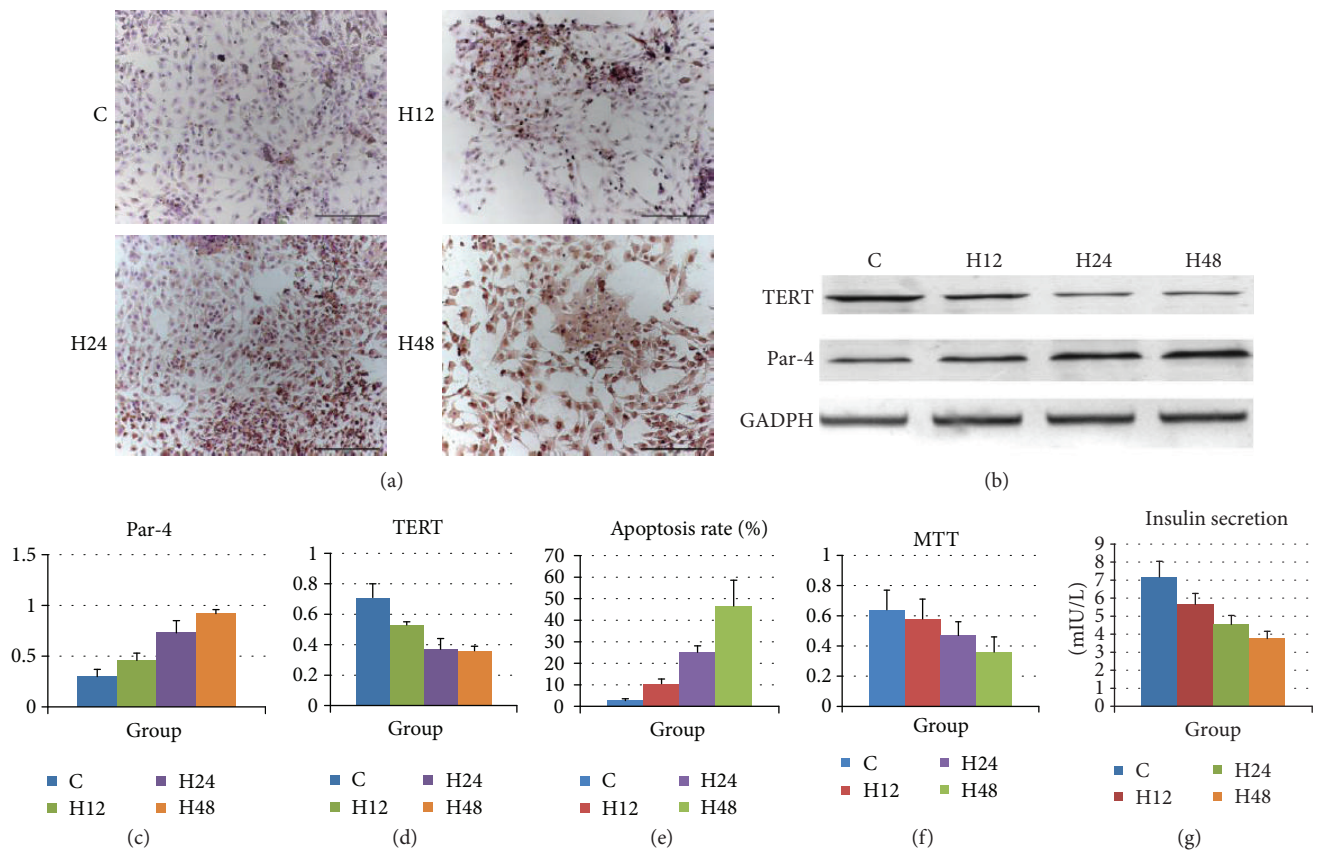 C
H12
H24
H48
(a)
C H12 H24 H48
TERT
Par-4
GADPH
(b)
Par-4
1.5
1
0.5
0
Group
C H24
H12 H48
(c)
TERT
1
0.8
0.6
0.4
0.2
0
Group
C H24
H12 H48
(d)
Apoptosis rate (%)
70
60
50
40
30
20
10
0
Group
C H24
H12 H48
(e)
MTT
1
0.8
0.6
0.4
0.2
0
Group
C H24
H12 H48
(f)
Insulin secretion
(mIU/L)
9
8
7
6
5
4
3
2
1
0
Group
C H24
H12 H48
(g)